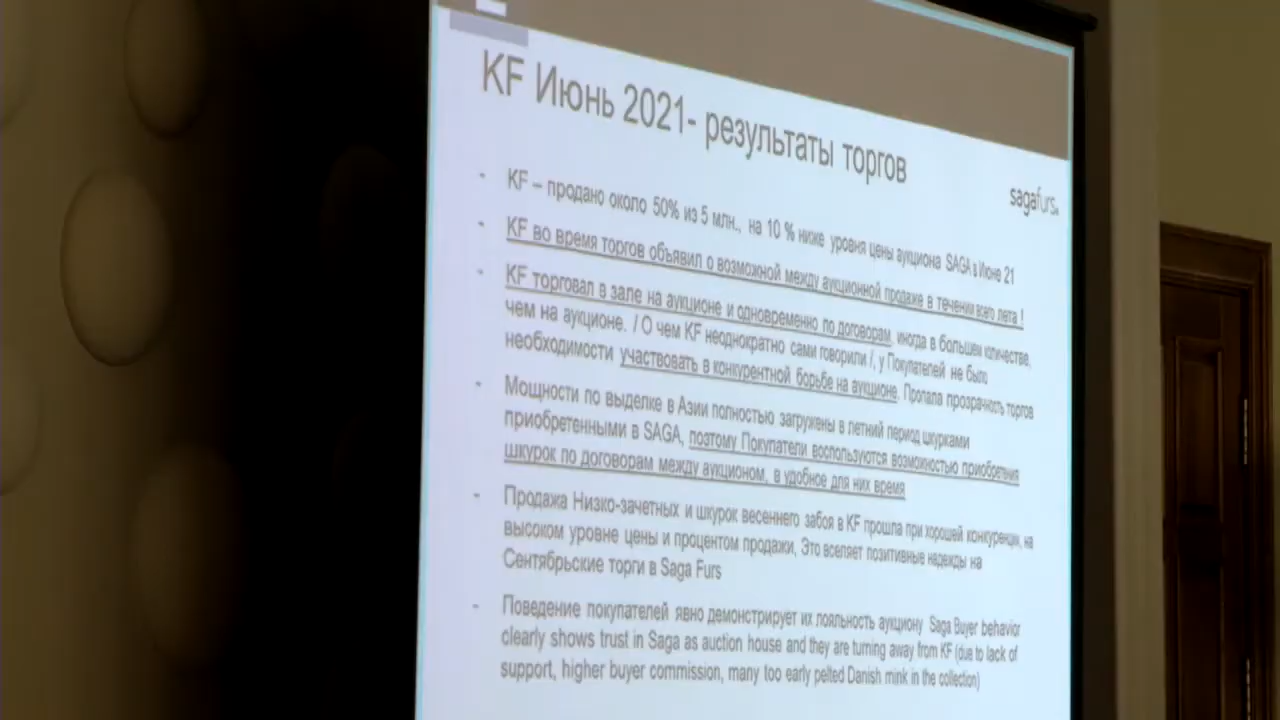 KF Июнь 2021- результаты торгов
sagafurs®
- KF – продано около 50% из 5 млн., на 10 % ниже уровня цены аукциона SAGA в Июне 21
- KF во время торгов объявил о возможной между аукционной продаже в течении всего лета !
- KF торговал в зале на аукционе и одновременно по договорам, иногда в большем количестве,
чем на аукционе. / О чем KF неоднократно сами говорили /, у Покупателей не было
необходимости участвовать в конкурентной борьбе на аукционе. Пропала прозрачность торгов
- Мощности по выделке в Азии полностью загружены в летний период шкурками
приобретенными в SAGA, поэтому Покупатели воспользуются возможностью приобретения
шкурок по договорам между аукционом, в удобное для них время
- Продажа Низко-зачетных и шкурок весеннего забоя в KF прошла при хорошей конкуренции, на
высоком уровне цены и процентом продажи, Это вселяет позитивные надежды на
Сентябрьские торги в Saga Furs
- Поведение покупателей явно демонстрирует их лояльность аукциону Saga Buyer behavior
clearly shows trust in Saga as auction house and they are turning away from KF (due to lack of
support, higher buyer commission, many too early pelted Danish mink in the collection)